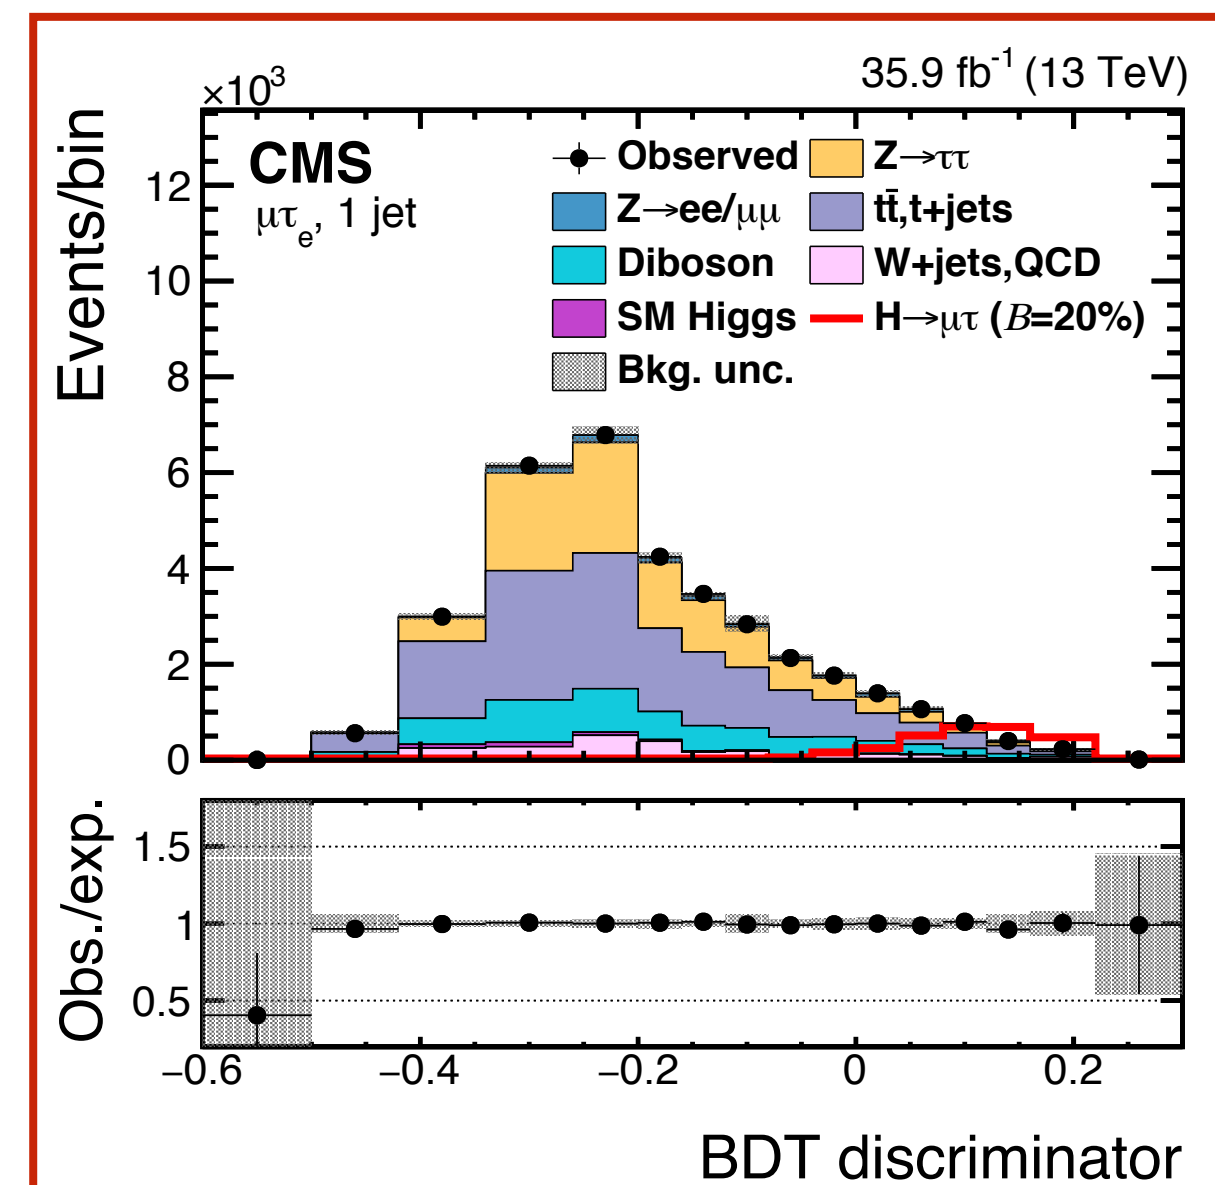 35.9 fb⁻¹ (13 TeV)
×10³
CMS
μτₑ, 1 jet
Observed
Z→ττ
Z→ee/μμ
tt̄,t+jets
Diboson
W+jets,QCD
SM Higgs
H→μτ (B=20%)
Bkg. unc.
Events/bin
12
10
8
6
4
2
0
Obs./exp.
1.5
1
0.5
−0.6
−0.4
−0.2
0
0.2
BDT discriminator